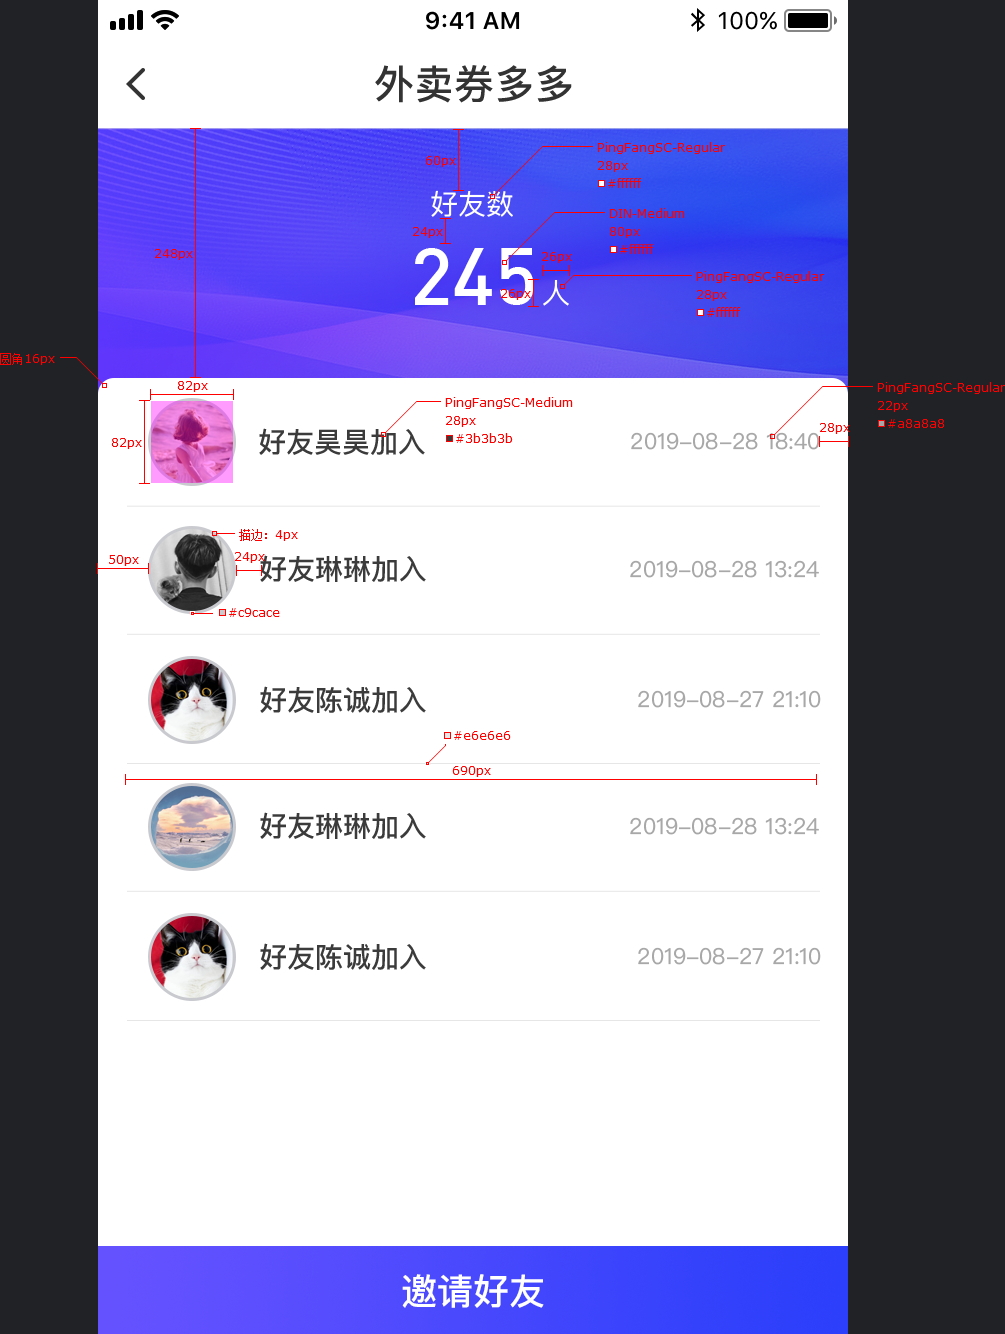 9:41 AM 100%
外卖券多多
60px
PingFangSC-Regular
28px
#ffffff
好友数
24px
DIN-Medium
80px
#ffffff
248px
245人
26px
26px
PingFangSC-Regular
28px
#ffffff
圆角16px
82px
82px
好友昊昊加入
PingFangSC-Medium
28px
#3b3b3b
2019-08-28 18:40
28px
PingFangSC-Regular
22px
#a8a8a8
描边：4px
50px
24px
好友琳琳加入
2019-08-28 13:24
#c9cace
好友陈诚加入
2019-08-27 21:10
#e6e6e6
690px
好友琳琳加入
2019-08-28 13:24
好友陈诚加入
2019-08-27 21:10
邀请好友